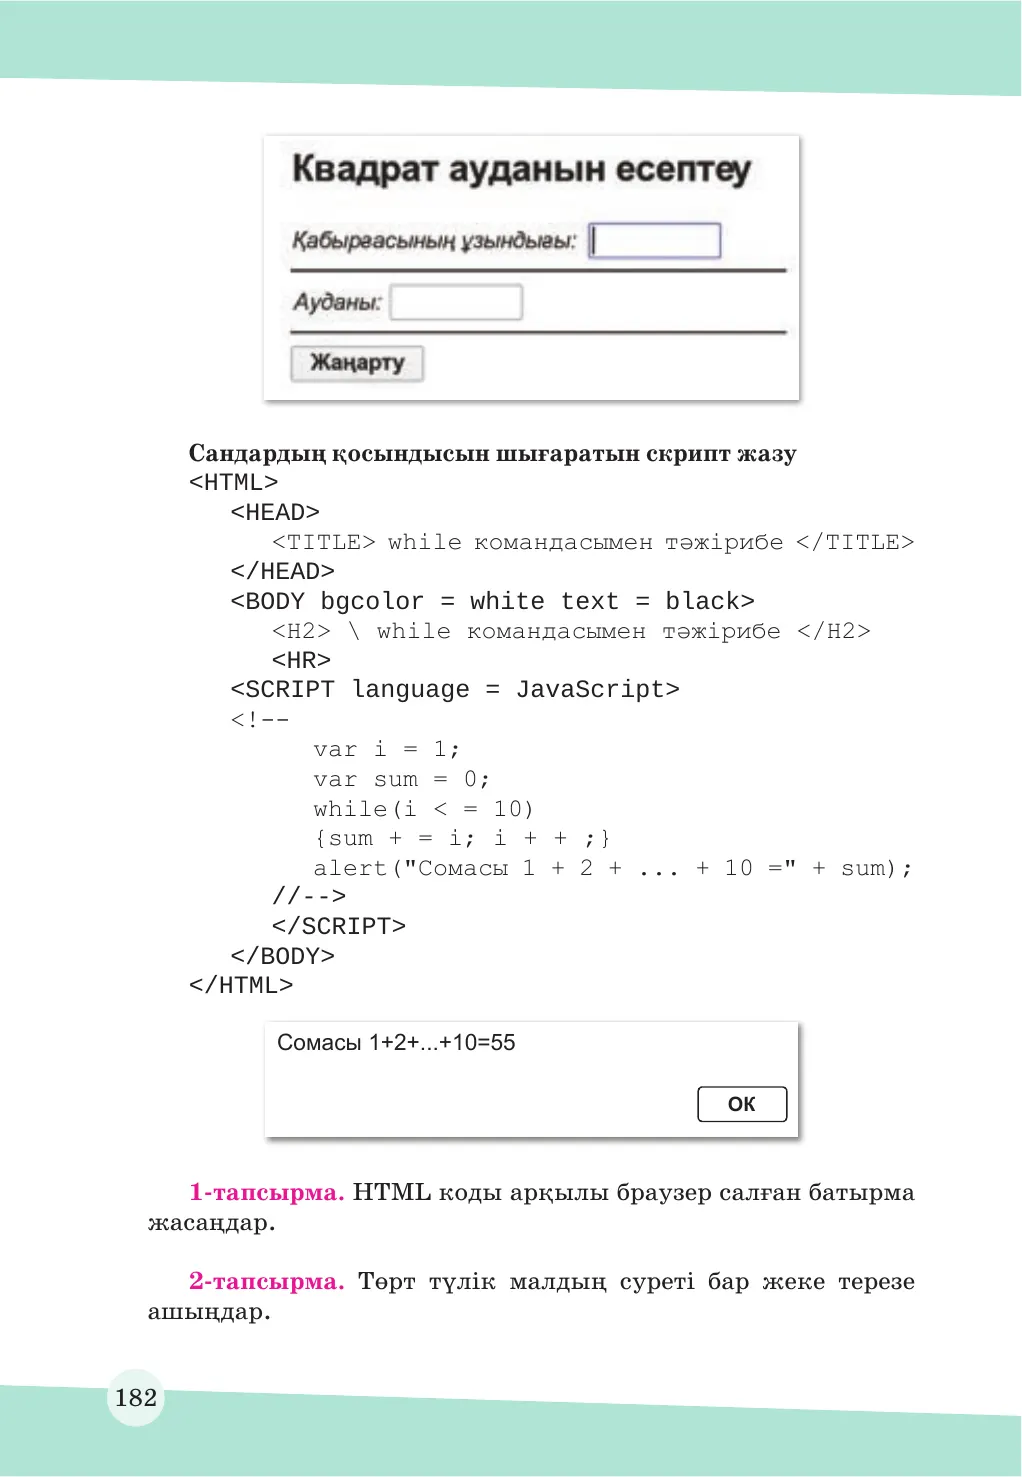 Квадрат ауданын есептеу
Қабырғасының ұзындығы:
Ауданы:
Жаңарту
Сандардың қосындысын шығаратын скрипт жазу
<HTML>
<HEAD>
<TITLE> while командасымен тәжірибе </TITLE>
</HEAD>
<BODY bgcolor = white text = black>
<H2> \ while командасымен тәжірибе </H2>
<HR>
<SCRIPT language = JavaScript>
<!--
var i = 1;
var sum = 0;
while(i < = 10)
{sum + = i; i + + ;}
alert("Сомасы 1 + 2 + ... + 10 =" + sum);
//-->
</SCRIPT>
</BODY>
</HTML>
Сомасы 1+2+...+10=55
ОК
1-тапсырма. HTML коды арқылы браузер салған батырма
жасаңдар.
2-тапсырма. Төрт түлік малдың суреті бар жеке терезе
ашыңдар.
182